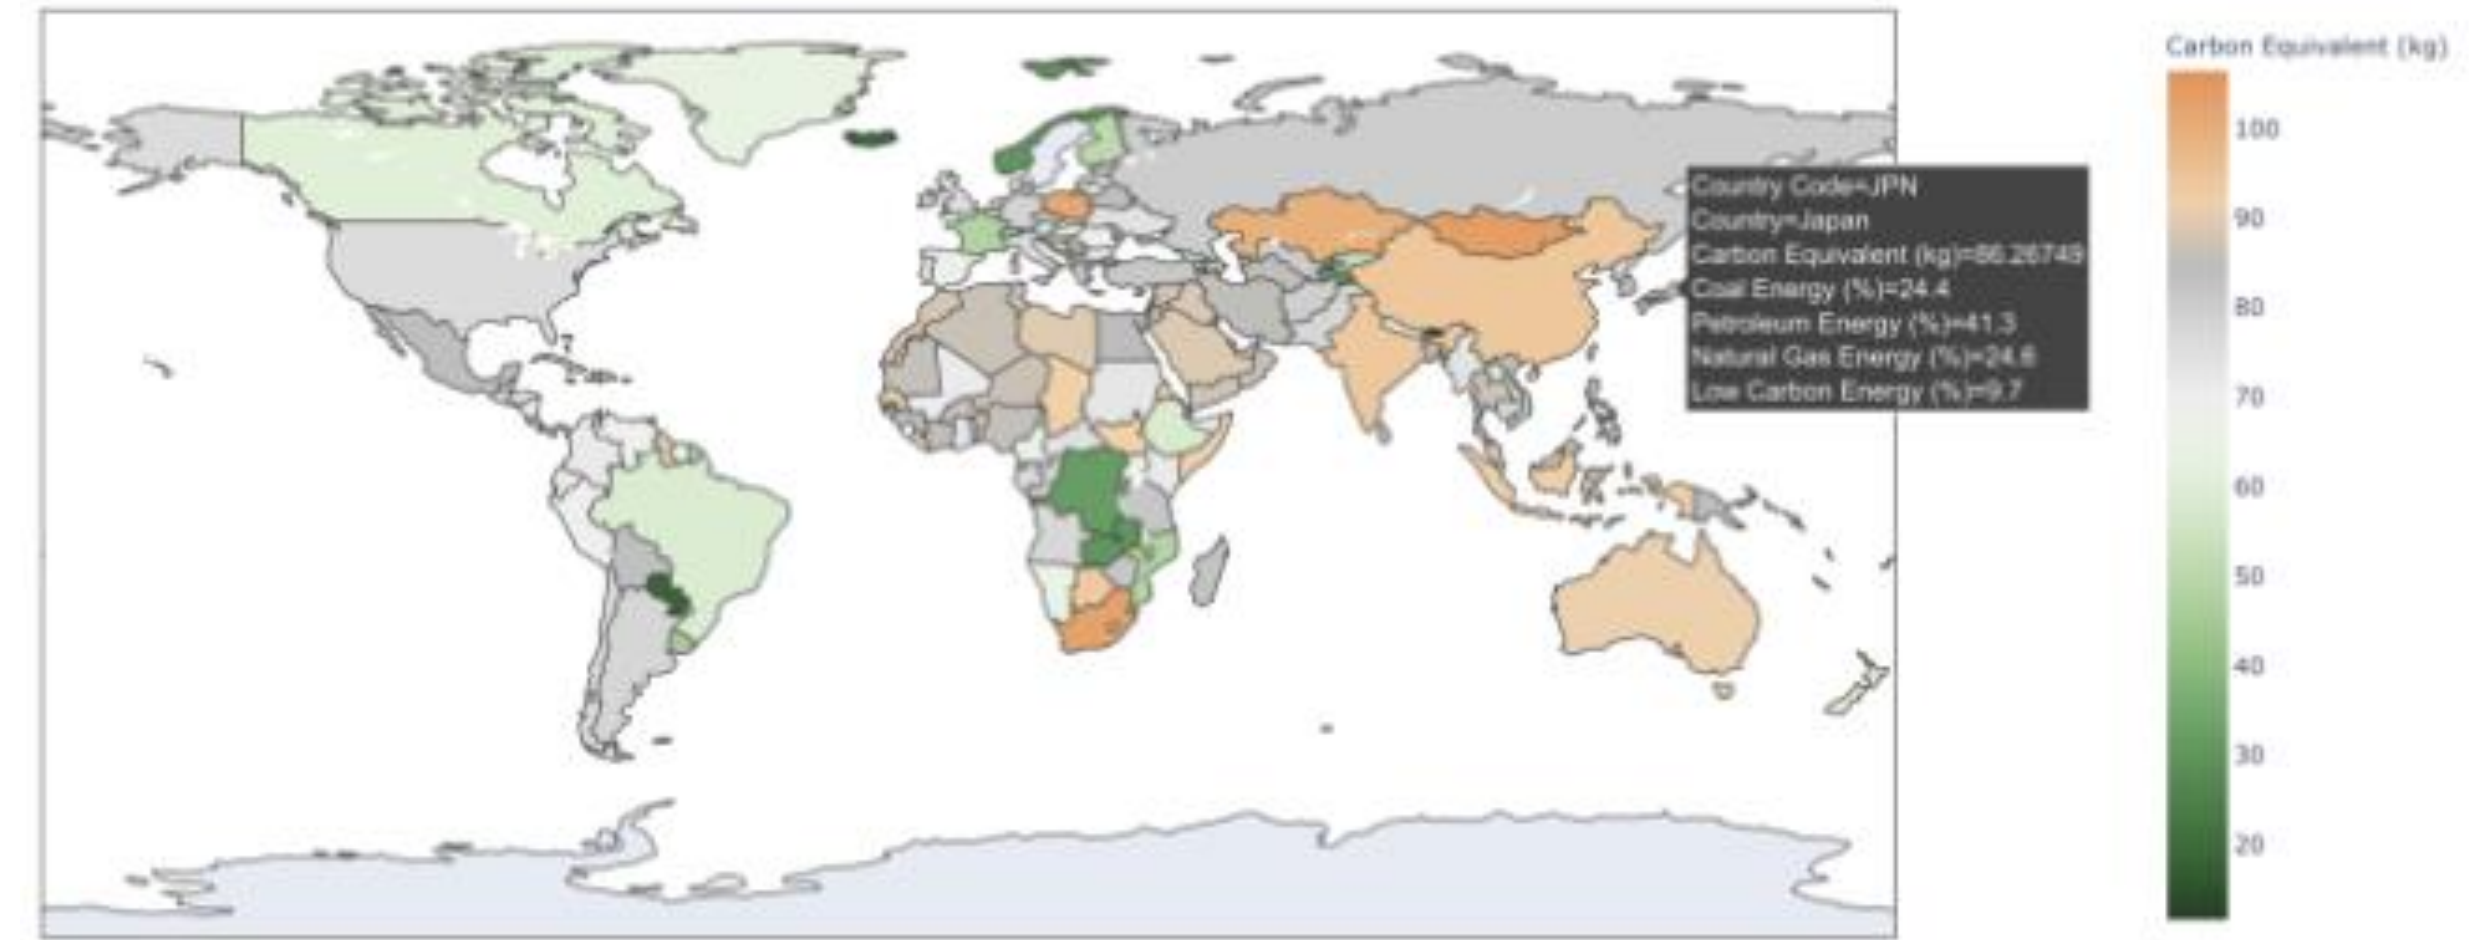 Carbon Equivalent (kg)
100
90
80
70
60
50
40
30
20
Country Code=JPN
Country=Japan
Carbon Equivalent (kg)=86.26749
Coal Energy (%)=24.4
Petroleum Energy (%)=41.3
Natural Gas Energy (%)=24.6
Low Carbon Energy (%)=9.7